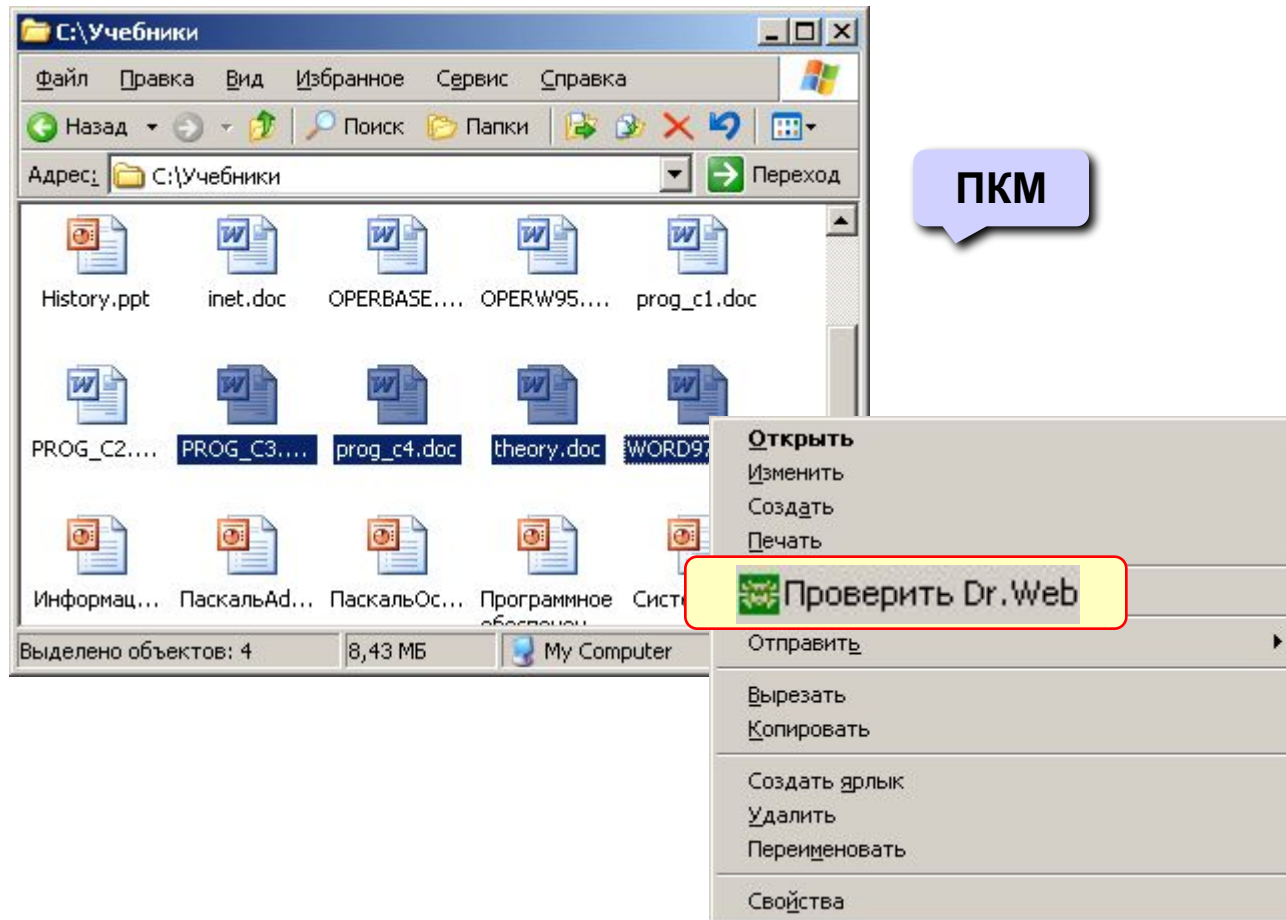 C:\Учебники
Файл Правка Вид Избранное Сервис Справка
Назад Поиск Папки
Адрес: C:\Учебники Переход
ПКМ
History.ppt inet.doc OPERBASE.... OPERW95.... prog_c1.doc
PROG_C2.... PROG_C3.... prog_c4.doc theory.doc WORD97
Информац... ПаскальAd... ПаскальОс... Программное Сист
Выделено объектов: 4 8,43 МБ My Computer
Открыть
Изменить
Создать
Печать
Проверить Dr.Web
Отправить
Вырезать
Копировать
Создать ярлык
Удалить
Переименовать
Свойства